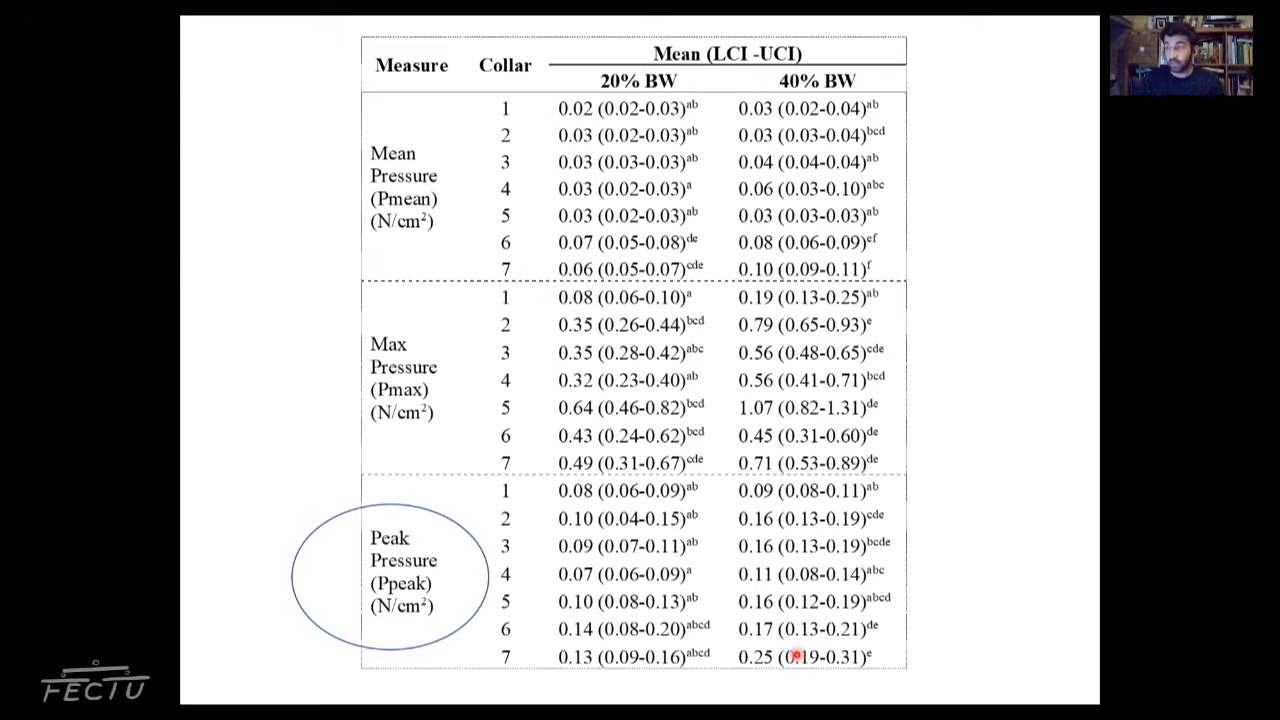 Measure Collar Mean (LCI -UCI)
20% BW 40% BW
Mean Pressure (Pmean) (N/cm²)
1 0.02 (0.02-0.03)ᵃᵇ 0.03 (0.02-0.04)ᵃᵇ
2 0.03 (0.02-0.03)ᵃᵇ 0.03 (0.03-0.04)ᵇᶜᵈ
3 0.03 (0.03-0.03)ᵃᵇ 0.04 (0.04-0.04)ᵃᵇ
4 0.03 (0.02-0.03)ᵃ 0.06 (0.03-0.10)ᵃᵇᶜ
5 0.03 (0.02-0.03)ᵃᵇ 0.03 (0.03-0.03)ᵃᵇ
6 0.07 (0.05-0.08)ᵈᵉ 0.08 (0.06-0.09)ᵉᶠ
7 0.06 (0.05-0.07)ᶜᵈᵉ 0.10 (0.09-0.11)ᶠ
Max Pressure (Pmax) (N/cm²)
1 0.08 (0.06-0.10)ᵃ 0.19 (0.13-0.25)ᵃᵇ
2 0.35 (0.26-0.44)ᵇᶜᵈ 0.79 (0.65-0.93)ᵉ
3 0.35 (0.28-0.42)ᵃᵇᶜ 0.56 (0.48-0.65)ᶜᵈᵉ
4 0.32 (0.23-0.40)ᵃᵇ 0.56 (0.41-0.71)ᵇᶜᵈ
5 0.64 (0.46-0.82)ᵇᶜᵈ 1.07 (0.82-1.31)ᵈᵉ
6 0.43 (0.24-0.62)ᵇᶜᵈ 0.45 (0.31-0.60)ᵈᵉ
7 0.49 (0.31-0.67)ᶜᵈᵉ 0.71 (0.53-0.89)ᵈᵉ
Peak Pressure (Ppeak) (N/cm²)
1 0.08 (0.06-0.09)ᵃᵇ 0.09 (0.08-0.11)ᵃᵇ
2 0.10 (0.04-0.15)ᵃᵇ 0.16 (0.13-0.19)ᶜᵈᵉ
3 0.09 (0.07-0.11)ᵃᵇ 0.16 (0.13-0.19)ᵇᶜᵈᵉ
4 0.07 (0.06-0.09)ᵃ 0.11 (0.08-0.14)ᵃᵇᶜ
5 0.10 (0.08-0.13)ᵃᵇ 0.16 (0.12-0.19)ᵃᵇᶜᵈ
6 0.14 (0.08-0.20)ᵃᵇᶜᵈ 0.17 (0.13-0.21)ᵈᵉ
7 0.13 (0.09-0.16)ᵃᵇᶜᵈ 0.25 (0.19-0.31)ᵉ
FECTU